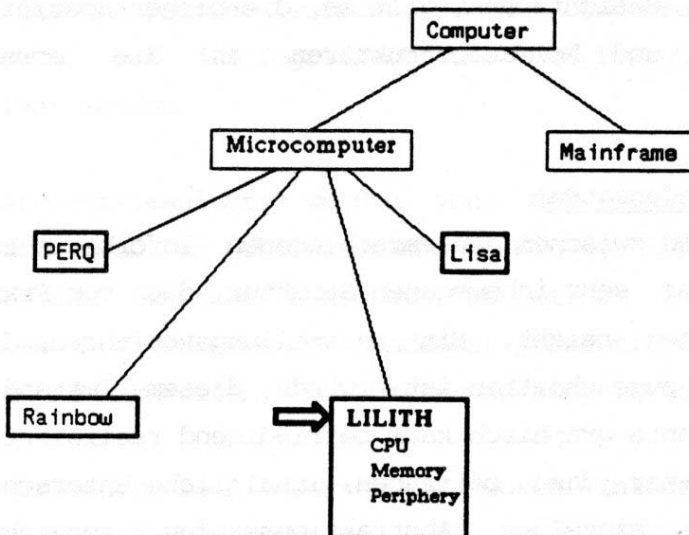 Computer
Microcomputer
Mainframe
PERQ
Lisa
Rainbow
LILITH
CPU
Memory
Periphery